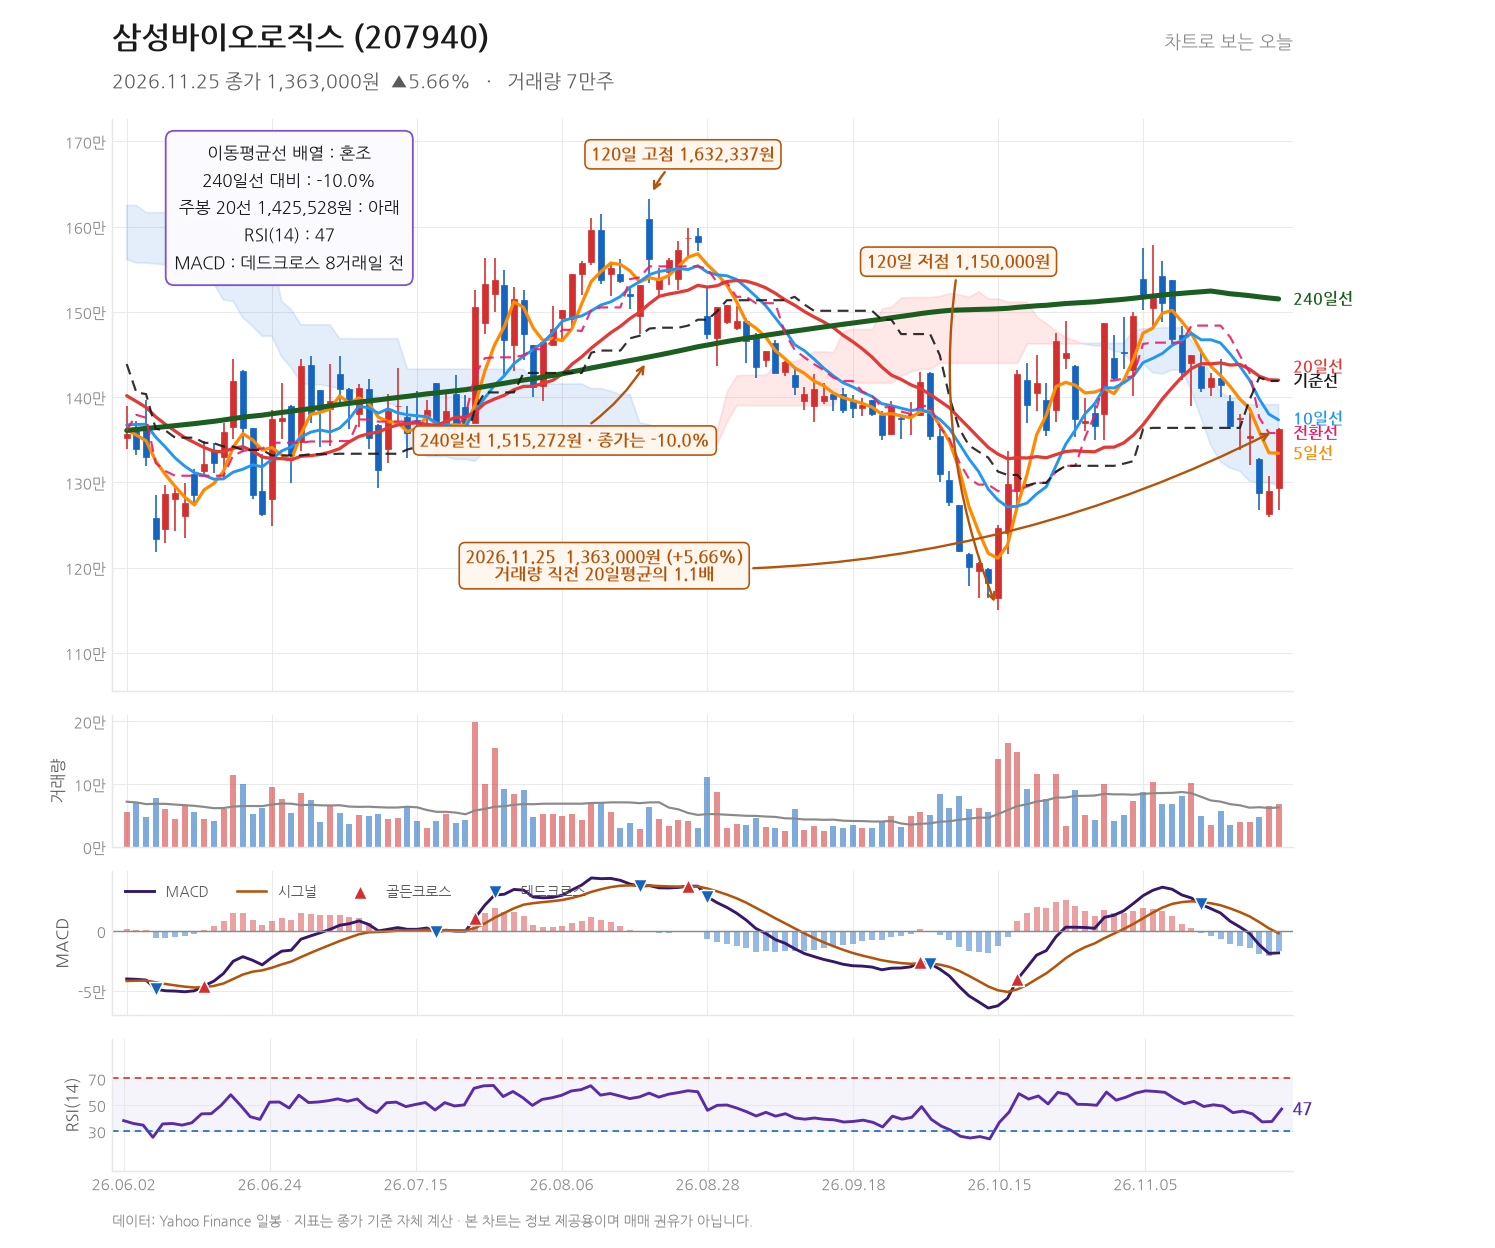 삼성바이오로직스 (207940)
차트로 보는 오늘
2026.11.25 종가 1,363,000원 ▲5.66% · 거래량 7만주
170만
160만
150만
140만
130만
120만
110만
이동평균선 배열 : 혼조
240일선 대비 : -10.0%
주봉 20선 1,425,528원 : 아래
RSI(14) : 47
MACD : 데드크로스 8거래일 전
120일 고점 1,632,337원
120일 저점 1,150,000원
240일선 1,515,272원 · 종가는 -10.0%
2026.11.25 1,363,000원 (+5.66%)
거래량 직전 20일평균의 1.1배
240일선
20일선
기준선
10일선
전환선
5일선
거래량
20만
10만
0만
MACD
MACD
시그널
골든크로스
데드크로스
0
-5만
RSI(14)
70
50
30
47
26.06.02
26.06.24
26.07.15
26.08.06
26.08.28
26.09.18
26.10.15
26.11.05
데이터: Yahoo Finance 일봉 · 지표는 종가 기준 자체 계산 · 본 차트는 정보 제공용이며 매매 권유가 아닙니다.